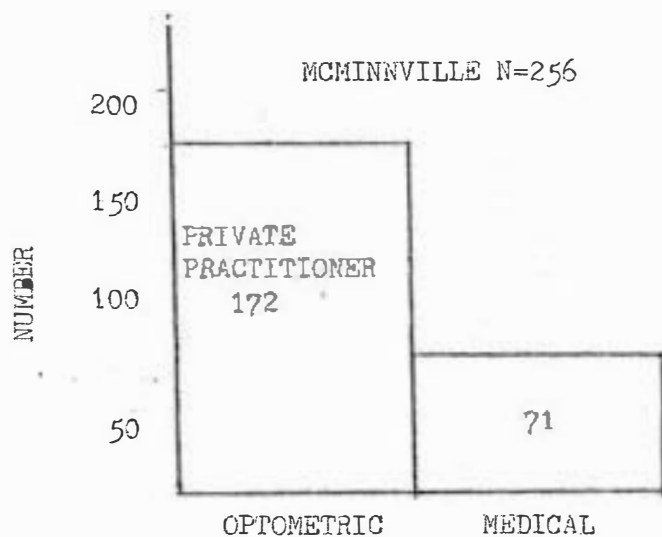 MCMINNVILLE N=256
200
150
100
50
NUMBER
PRIVATE
PRACTITIONER
172
71
OPTOMETRIC
MEDICAL